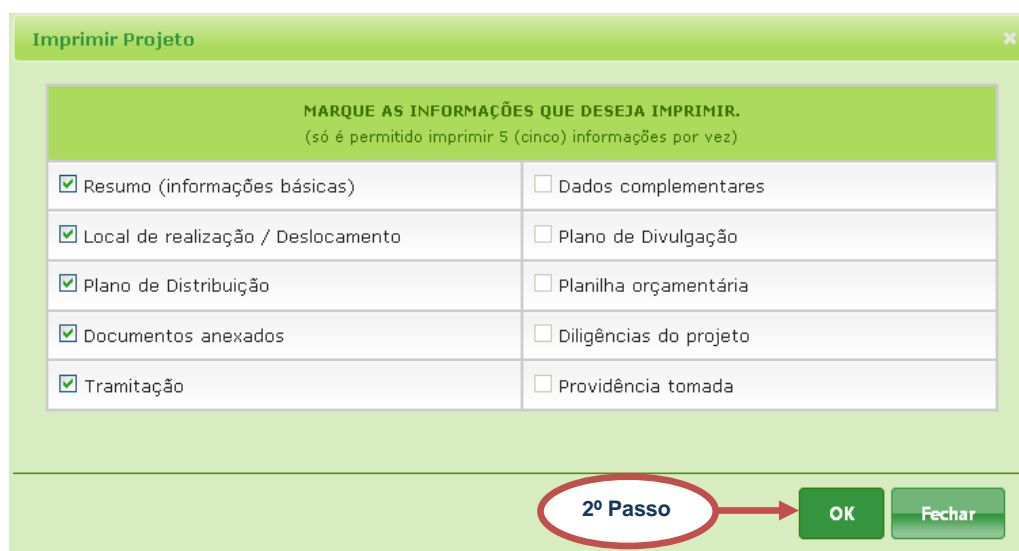 Imprimir Projeto
MARQUE AS INFORMAÇÕES QUE DESEJA IMPRIMIR.
(só é permitido imprimir 5 (cinco) informações por vez)
Resumo (informações básicas)
Dados complementares
Local de realização / Deslocamento
Plano de Divulgação
Plano de Distribuição
Planilha orçamentária
Documentos anexados
Diligências do projeto
Tramitação
Providência tomada
2º Passo
OK
Fechar